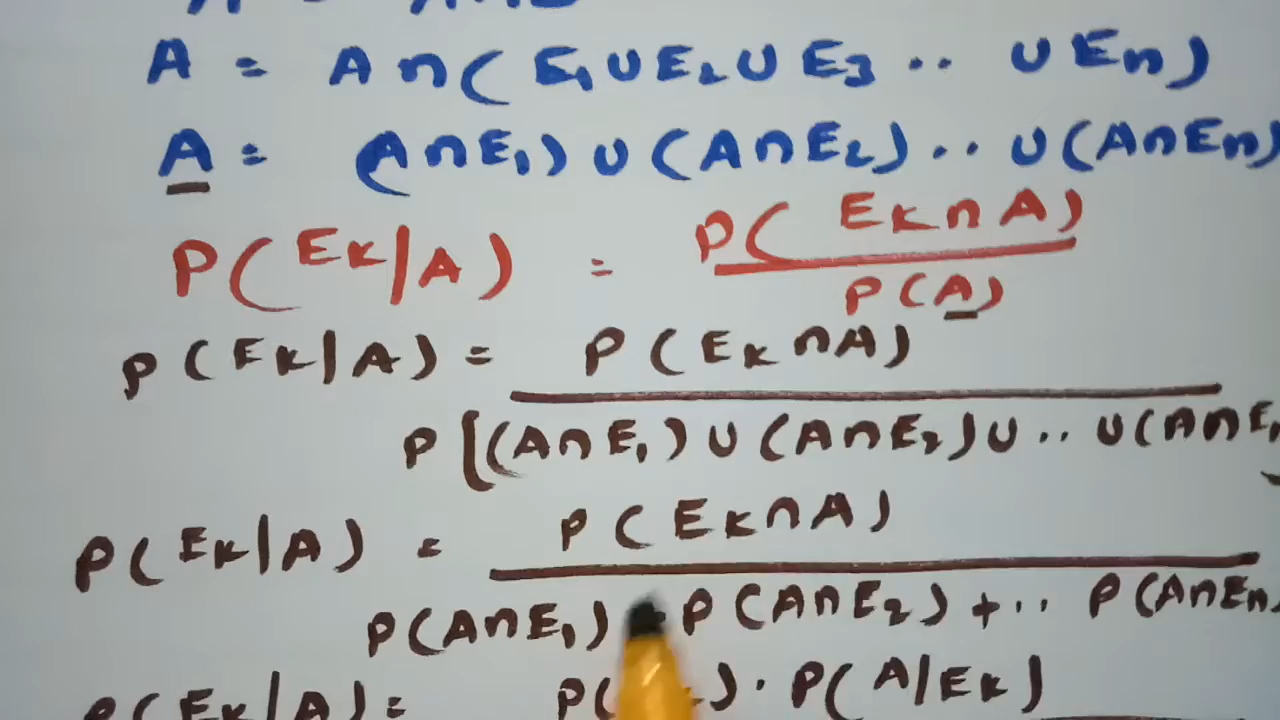 A = A∩(E₁∪E₂∪E₃.. ∪Eₙ)
A = (A∩E₁)∪(A∩E₂)..∪(A∩Eₙ)
P(Eₖ|A) = P(Eₖ∩A)
P(A)
P(Eₖ|A) = P(Eₖ∩A)
P[(A∩E₁)∪(A∩E₂)∪..∪(A∩E
P(Eₖ|A) = P(Eₖ∩A)
P(A∩E₁) P(A∩E₂)+.. P(A∩Eₙ
P(Eₖ|A) = P( ).P(A|Eₖ)